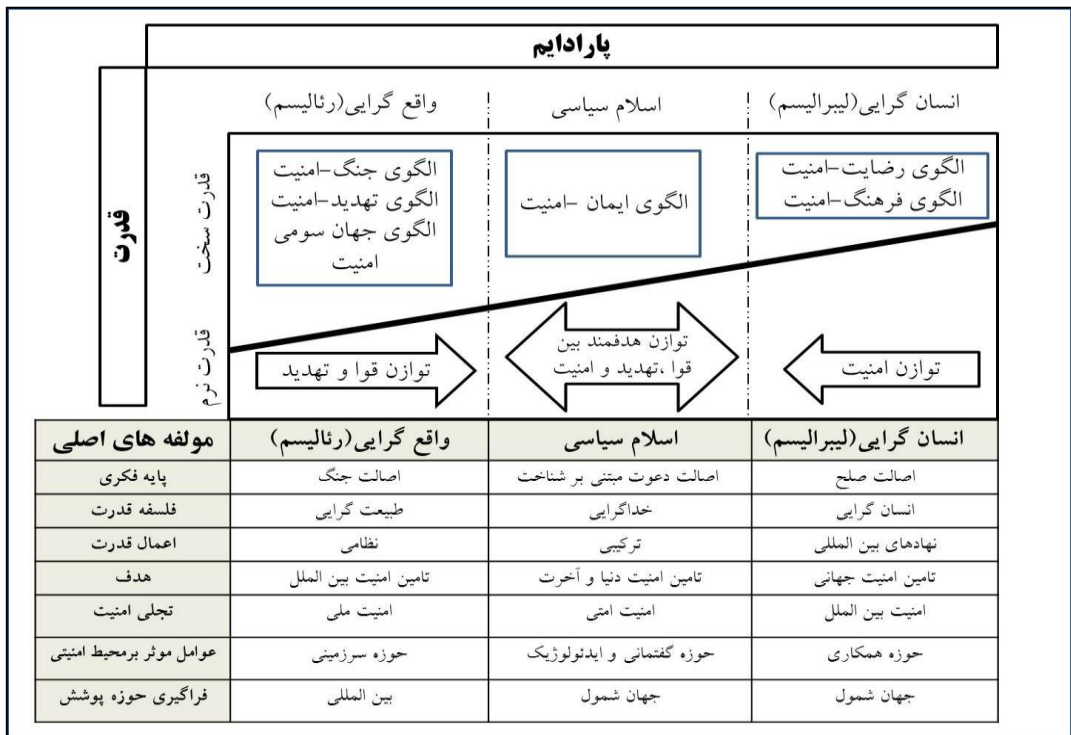 پارادایم
قدرت
واقع گرایی(رئالیسم)
اسلام سیاسی
انسان گرایی(لیبرالیسم)
قدرت سخت
قدرت نرم
الگوی جنگ-امنیت
الگوی تهدید-امنیت
الگوی جهان سومی
امنیت
الگوی ایمان -امنیت
الگوی رضایت-امنیت
الگوی فرهنگ-امنیت
توازن قوا و تهدید
توازن هدفمند بین
قوا ،تهدید و امنیت
توازن امنیت
مولفه های اصلی واقع گرایی(رئالیسم) اسلام سیاسی انسان گرایی(لیبرالیسم)
پایه فکری اصالت جنگ اصالت دعوت مبتنی بر شناخت اصالت صلح
فلسفه قدرت طبیعت گرایی خداگرایی انسان گرایی
اعمال قدرت نظامی ترکیبی نهادهای بین المللی
هدف تامین امنیت بین الملل تامین امنیت دنیا و آخرت تامین امنیت جهانی
تجلی امنیت امنیت ملی امنیت امتی امنیت بین الملل
عوامل موثر برمحیط امنیتی حوزه سرزمینی حوزه گفتمانی و ایدئولوژیک حوزه همکاری
فراگیری حوزه پوشش بین المللی جهان شمول جهان شمول